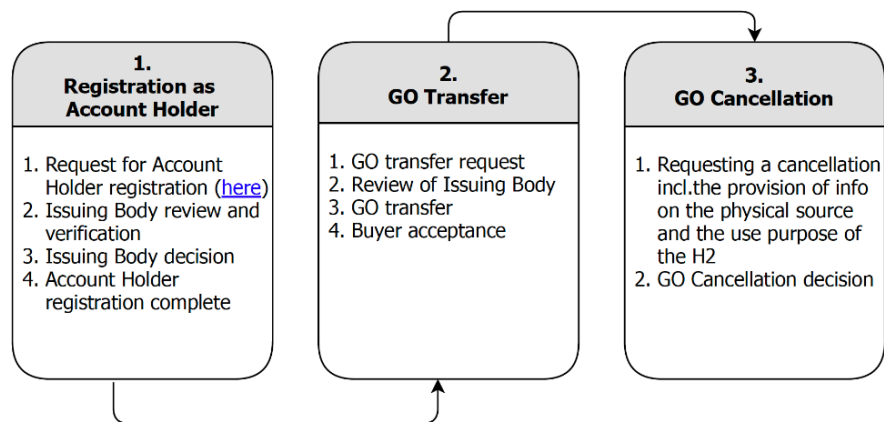 1.
Registration as
Account Holder
1. Request for Account
Holder registration (here)
2. Issuing Body review and
verification
3. Issuing Body decision
4. Account Holder
registration complete
2.
GO Transfer
1. GO transfer request
2. Review of Issuing Body
3. GO transfer
4. Buyer acceptance
3.
GO Cancellation
1. Requesting a cancellation
incl.the provision of info
on the physical source
and the use purpose of
the H2
2. GO Cancellation decision